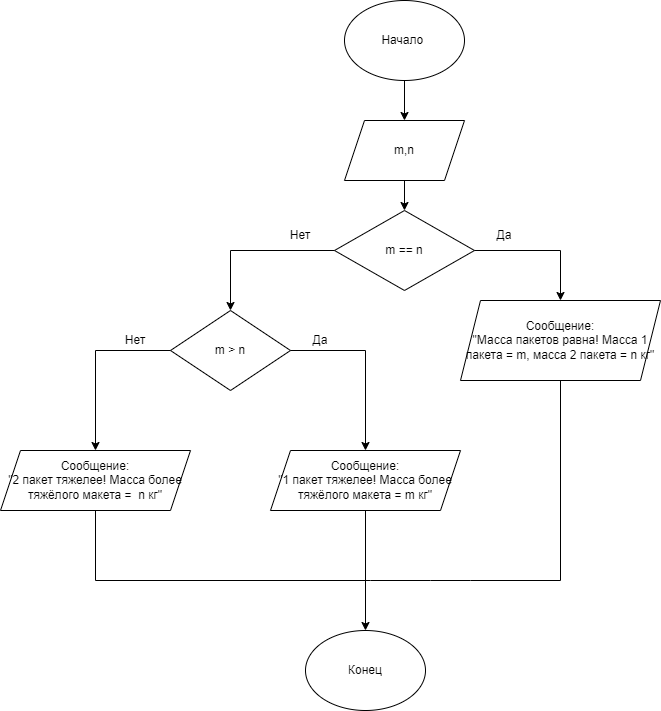 Начало
m,n
m == n
Нет
Да
Сообщение:
"Масса пакетов равна! Масса 1
пакета = m, масса 2 пакета = n кг"
m > n
Нет
Да
Сообщение:
"2 пакет тяжелее! Масса более
тяжёлого макета =  n кг"
Сообщение:
"1 пакет тяжелее! Масса более
тяжёлого макета = m кг"
Конец